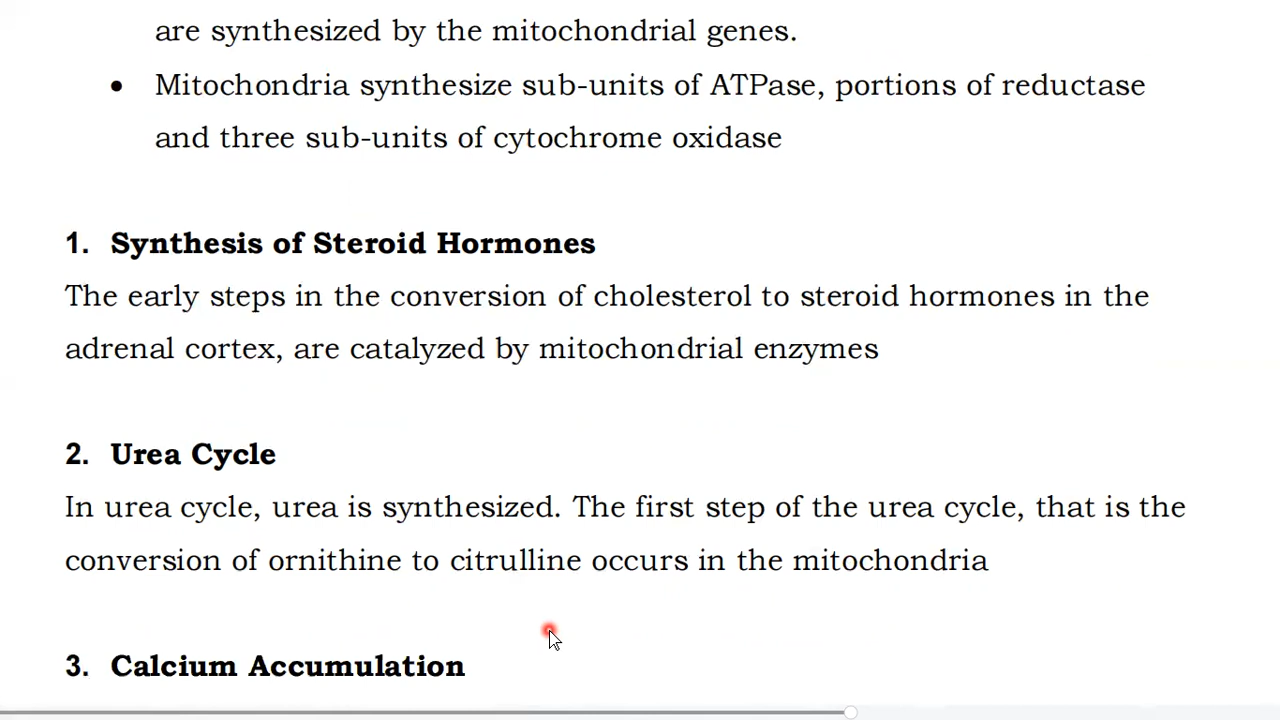 are synthesized by the mitochondrial genes.
• Mitochondria synthesize sub-units of ATPase, portions of reductase
and three sub-units of cytochrome oxidase
1. Synthesis of Steroid Hormones
The early steps in the conversion of cholesterol to steroid hormones in the
adrenal cortex, are catalyzed by mitochondrial enzymes
2. Urea Cycle
In urea cycle, urea is synthesized. The first step of the urea cycle, that is the
conversion of ornithine to citrulline occurs in the mitochondria
3. Calcium Accumulation